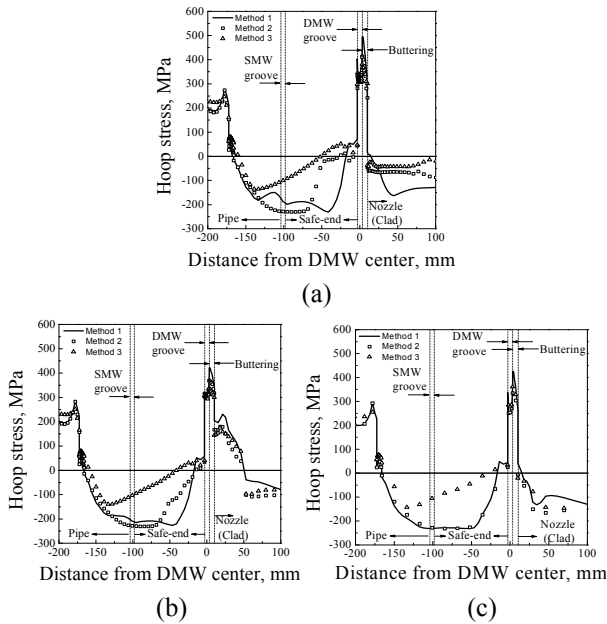 600
500
400
300
200
100
0
-100
-200
-300
-200 -150 -100 -50 0 50 100
Hoop stress, MPa
Distance from DMW center, mm
Method 1
Method 2
Method 3
DMW
groove
SMW
groove
Buttering
Pipe
Safe-end
Nozzle
(Clad)
(a)
600
500
400
300
200
100
0
-100
-200
-300
-200 -150 -100 -50 0 50 100
Hoop stress, MPa
Distance from DMW center, mm
Method 1
Method 2
Method 3
DMW
groove
SMW
groove
Buttering
Pipe
Safe-end
Nozzle
(Clad)
(b)
600
500
400
300
200
100
0
-100
-200
-300
-200 -150 -100 -50 0 50 100
Hoop stress, MPa
Distance from DMW center, mm
Method 1
Method 2
Method 3
DMW
groove
SMW
groove
Buttering
Pipe
Safe-end
Nozzle
(Clad)
(c)